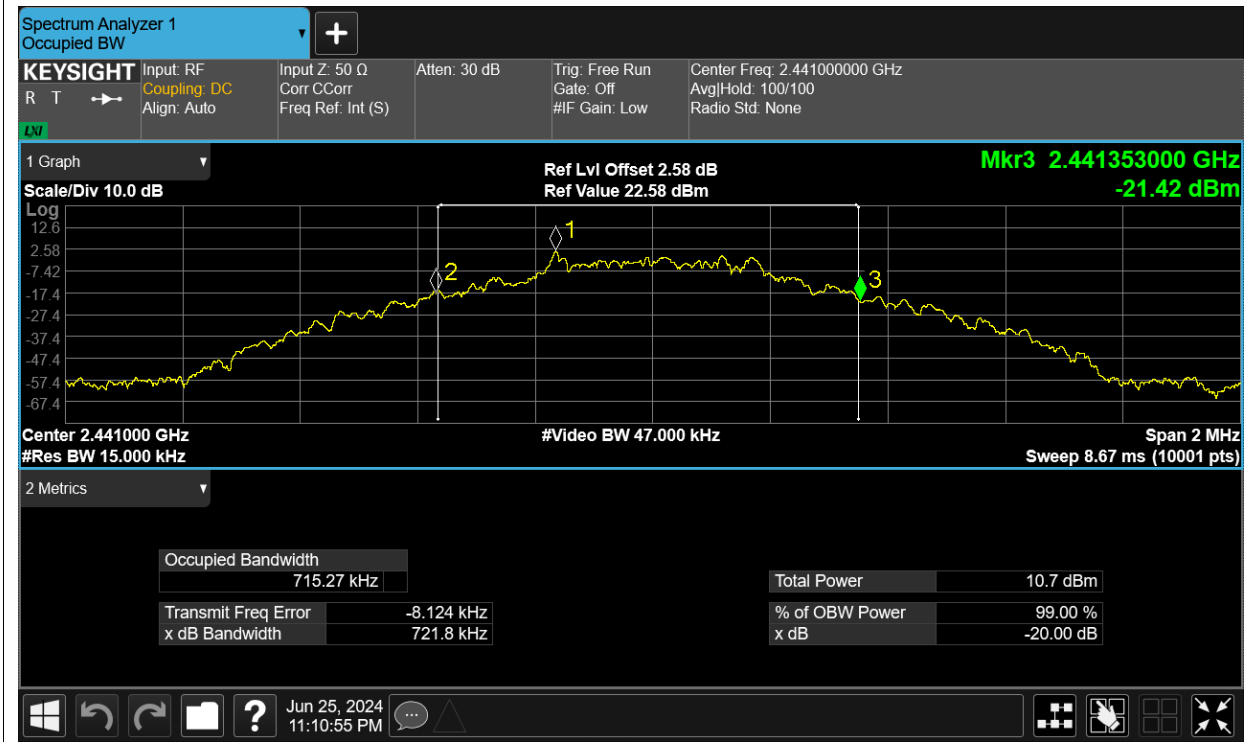 Spectrum Analyzer 1
Occupied BW
KEYSIGHT
R T
LXI
Input: RF
Coupling: DC
Align: Auto
Input Z: 50 Ω
Corr CCorr
Freq Ref: Int (S)
Atten: 30 dB
Trig: Free Run
Gate: Off
#IF Gain: Low
Center Freq: 2.441000000 GHz
Avg|Hold: 100/100
Radio Std: None
1 Graph
Scale/Div 10.0 dB
Ref Lvl Offset 2.58 dB
Ref Value 22.58 dBm
Mkr3 2.441353000 GHz
-21.42 dBm
Log
12.6
2.58
-7.42
-17.4
-27.4
-37.4
-47.4
-57.4
-67.4
1
2
3
Center 2.441000 GHz
#Video BW 47.000 kHz
Span 2 MHz
#Res BW 15.000 kHz
Sweep 8.67 ms (10001 pts)
2 Metrics
Occupied Bandwidth
715.27 kHz
Total Power 10.7 dBm
Transmit Freq Error -8.124 kHz
% of OBW Power 99.00 %
x dB Bandwidth 721.8 kHz
x dB -20.00 dB
?
Jun 25, 2024
11:10:55 PM